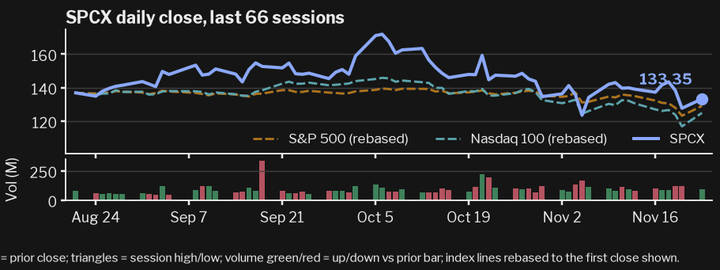 SPCX daily close, last 66 sessions
160
140
120
133.35
S&P 500 (rebased)
Nasdaq 100 (rebased)
SPCX
Vol (M)
250
0
Aug 24
Sep 7
Sep 21
Oct 5
Oct 19
Nov 2
Nov 16
= prior close; triangles = session high/low; volume green/red = up/down vs prior bar; index lines rebased to the first close shown.